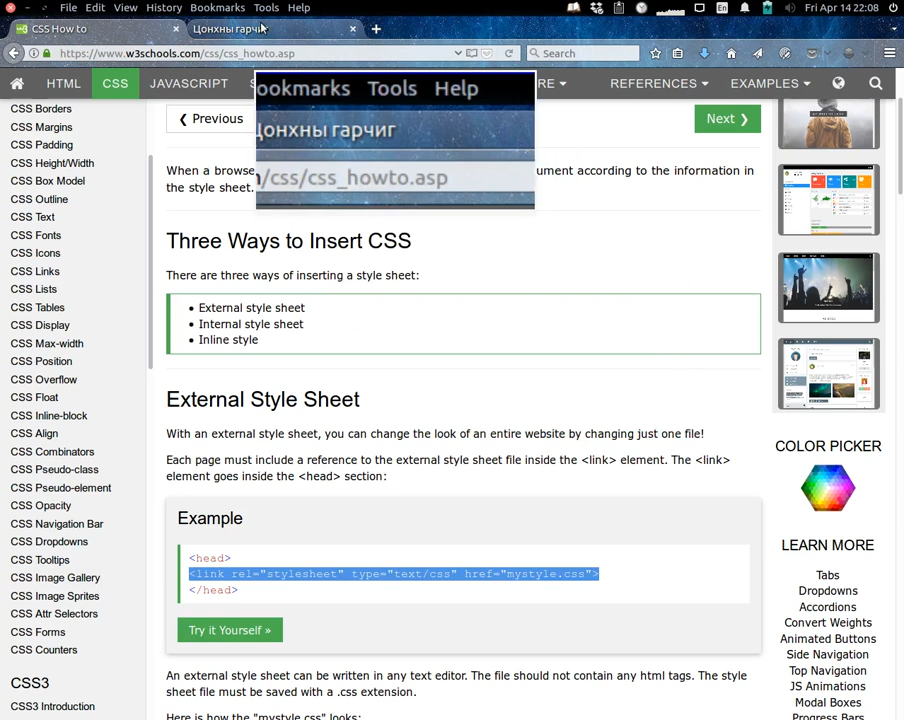 File Edit View History Bookmarks Tools Help
Fri Apr 14 22:08
CSS How to
Цонхны гарчиг
https://www.w3schools.com/css/css_howto.asp
Search
HTML CSS JAVASCRIPT
REFERENCES EXAMPLES
ookmarks Tools Help
Цонхны гарчиг
/css/css_howto.asp
❮ Previous
Next ❯
When a browse
ument according to the information in
the style sheet.
Three Ways to Insert CSS
There are three ways of inserting a style sheet:
• External style sheet
• Internal style sheet
• Inline style
External Style Sheet
With an external style sheet, you can change the look of an entire website by changing just one file!
Each page must include a reference to the external style sheet file inside the <link> element. The <link>
element goes inside the <head> section:
Example
<head>
<link rel="stylesheet" type="text/css" href="mystyle.css">
</head>
Try it Yourself »
An external style sheet can be written in any text editor. The file should not contain any html tags. The style
sheet file must be saved with a .css extension.
Here is how the "mystyle.css" looks:
CSS Borders
CSS Margins
CSS Padding
CSS Height/Width
CSS Box Model
CSS Outline
CSS Text
CSS Fonts
CSS Icons
CSS Links
CSS Lists
CSS Tables
CSS Display
CSS Max-width
CSS Position
CSS Overflow
CSS Float
CSS Inline-block
CSS Align
CSS Combinators
CSS Pseudo-class
CSS Pseudo-element
CSS Opacity
CSS Navigation Bar
CSS Dropdowns
CSS Tooltips
CSS Image Gallery
CSS Image Sprites
CSS Attr Selectors
CSS Forms
CSS Counters
CSS3
CSS3 Introduction
COLOR PICKER
LEARN MORE
Tabs
Dropdowns
Accordions
Convert Weights
Animated Buttons
Side Navigation
Top Navigation
JS Animations
Modal Boxes
Progress Bars